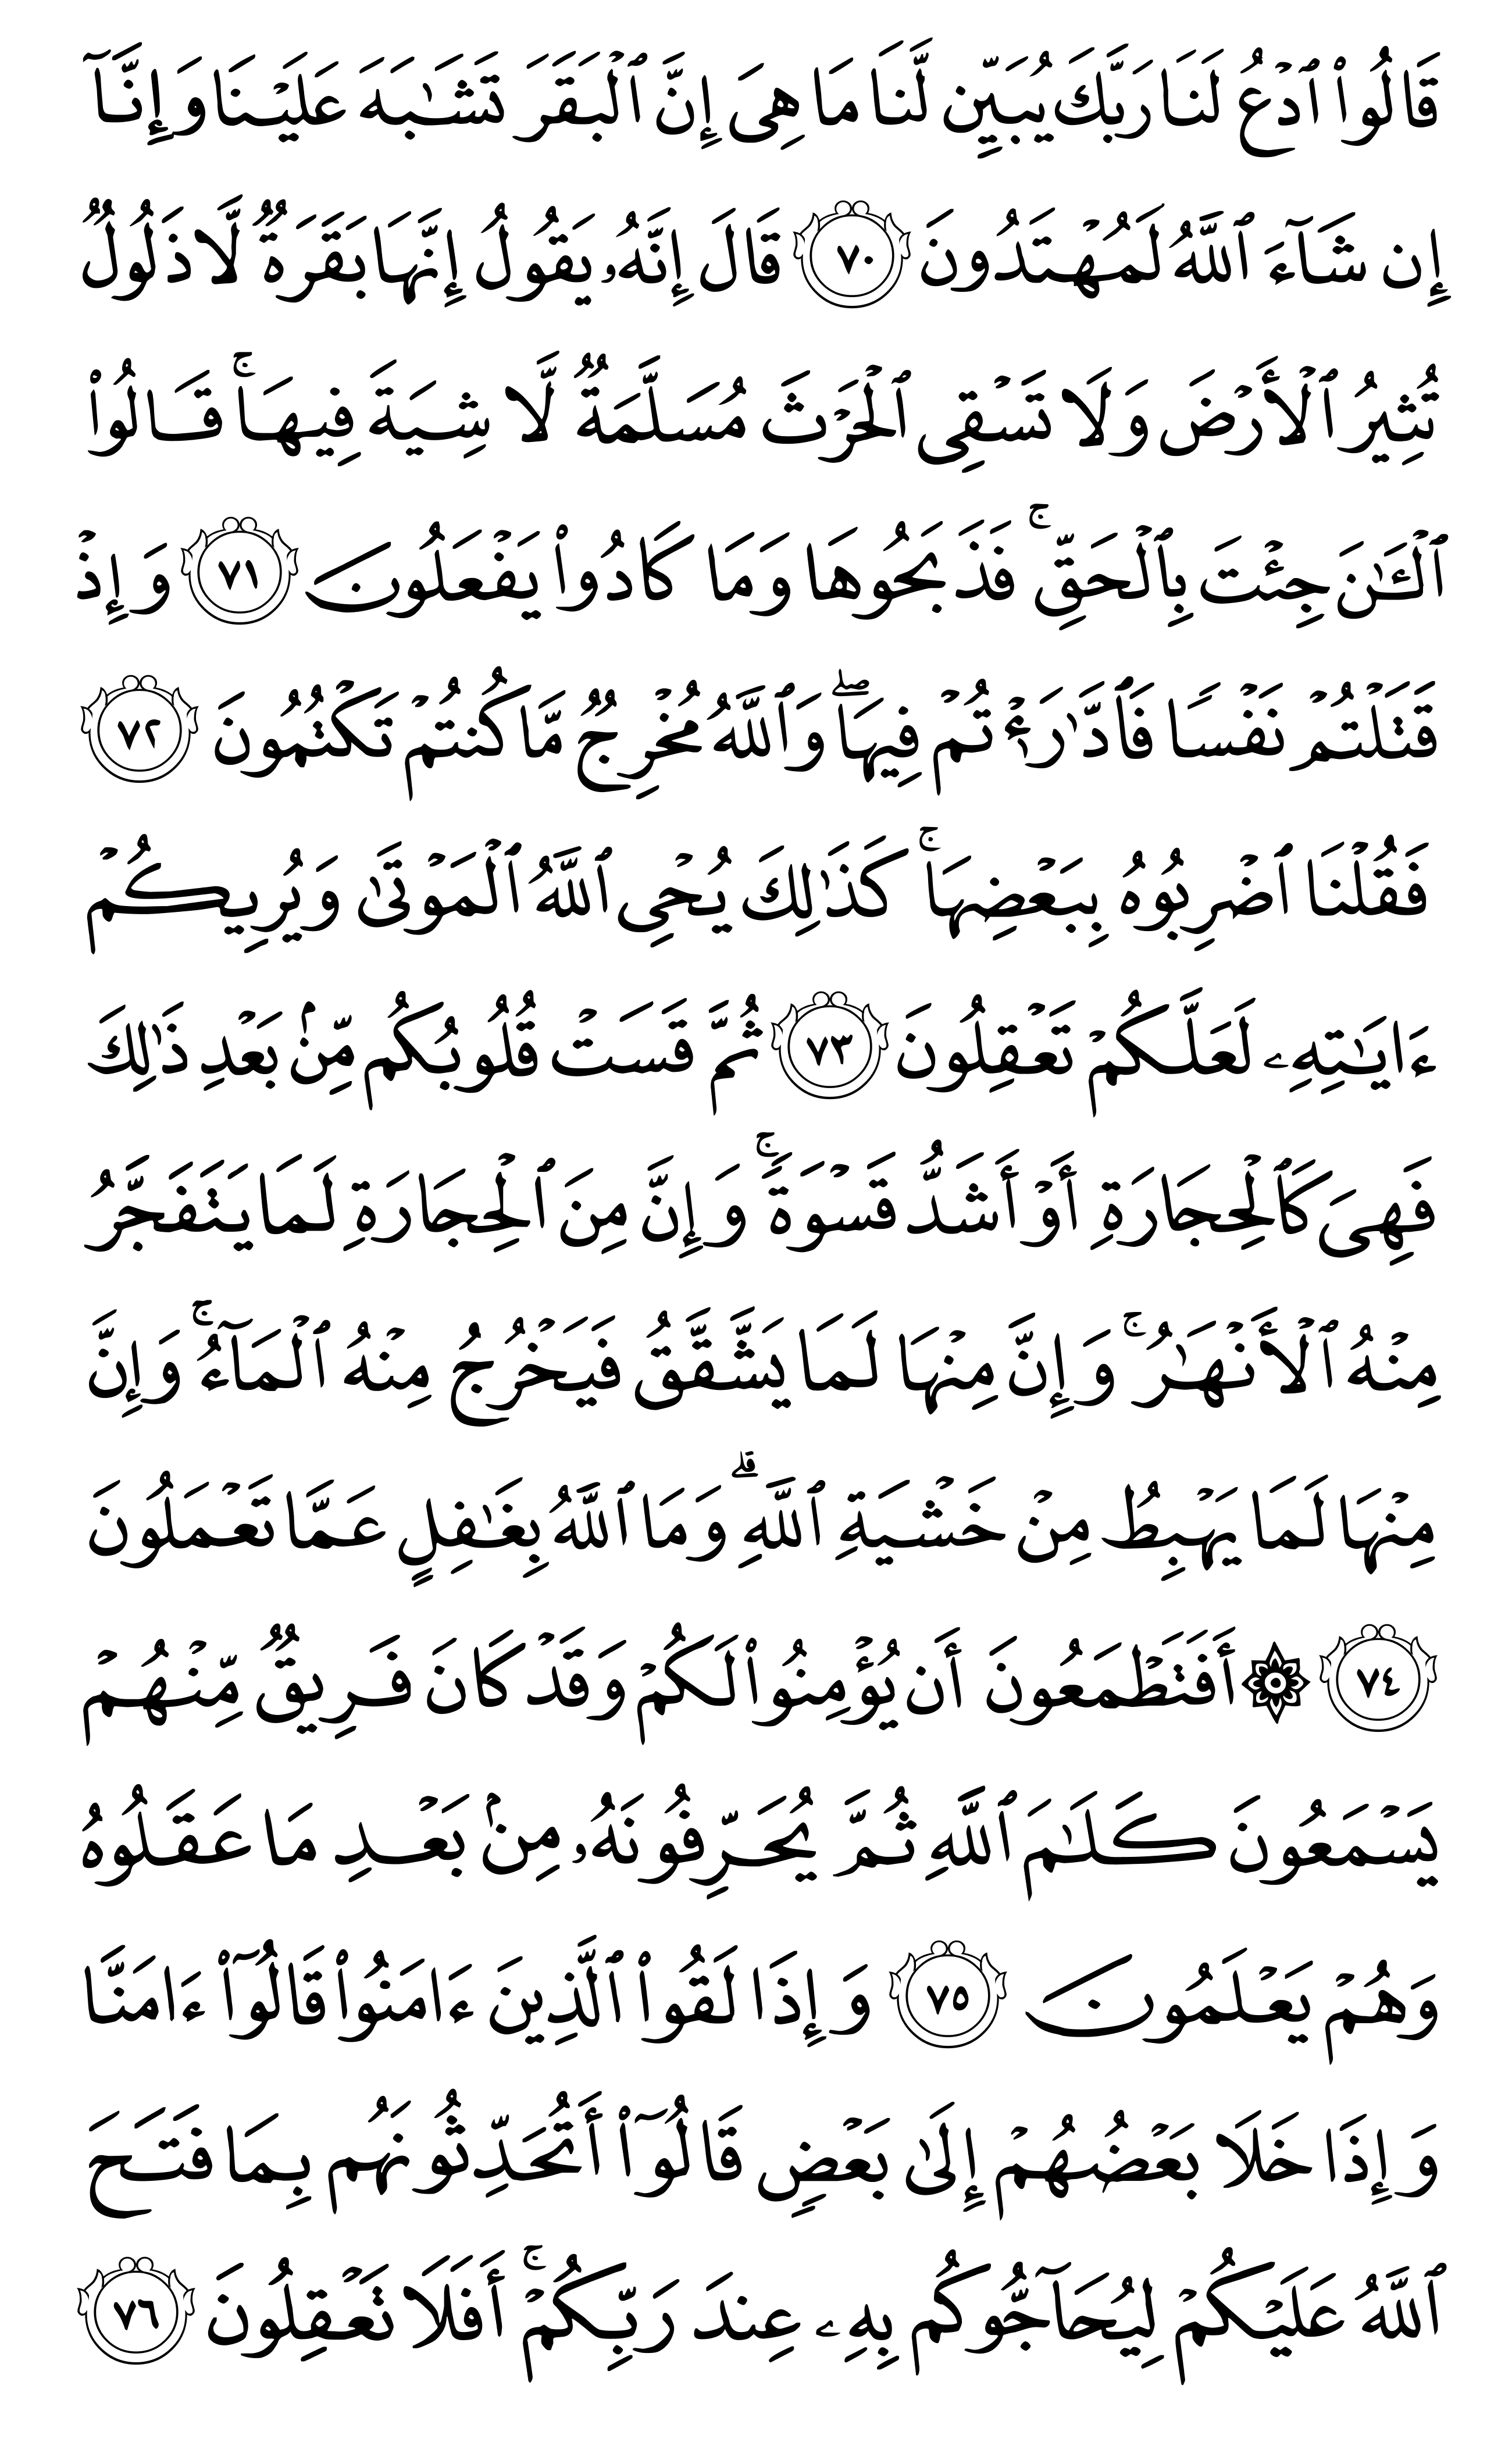 قَالُوا۟ ٱدۡعُ لَنَا رَبَّكَ يُبَيِّن لَّنَا مَا هِىَ إِنَّ ٱلۡبَقَرَ تَشَـٰبَهَ عَلَيۡنَا وَإِنَّآ
إِن شَآءَ ٱللَّهُ لَمُهۡتَدُونَ ٧٠ قَالَ إِنَّهُۥ يَقُولُ إِنَّهَا بَقَرَةٌ لَّا ذَلُولٌ
تُثِيرُ ٱلۡأَرۡضَ وَلَا تَسۡقِى ٱلۡحَرۡثَ مُسَلَّمَةٌ لَّا شِيَةَ فِيهَاۚ قَالُوا۟
ٱلۡـَٔـٰنَ جِئۡتَ بِٱلۡحَقِّۚ فَذَبَحُوهَا وَمَا كَادُوا۟ يَفۡعَلُونَ ٧١ وَإِذۡ
قَتَلۡتُمۡ نَفۡسًا فَٱدَّٰرَٰٔتُمۡ فِيهَاۖ وَٱللَّهُ مُخۡرِجٌ مَّا كُنتُمۡ تَكۡتُمُونَ ٧٢
فَقُلۡنَا ٱضۡرِبُوهُ بِبَعۡضِهَاۚ كَذَٰلِكَ يُحۡىِ ٱللَّهُ ٱلۡمَوۡتَىٰ وَيُرِيكُمۡ
ءَايَـٰتِهِۦ لَعَلَّكُمۡ تَعۡقِلُونَ ٧٣ ثُمَّ قَسَتۡ قُلُوبُكُم مِّنۢ بَعۡدِ ذَٰلِكَ
فَهِىَ كَٱلۡحِجَارَةِ أَوۡ أَشَدُّ قَسۡوَةًۚ وَإِنَّ مِنَ ٱلۡحِجَارَةِ لَمَا يَتَفَجَّرُ
مِنۡهُ ٱلۡأَنۡهَـٰرُۚ وَإِنَّ مِنۡهَا لَمَا يَشَّقَّقُ فَيَخۡرُجُ مِنۡهُ ٱلۡمَآءُۚ وَإِنَّ
مِنۡهَا لَمَا يَهۡبِطُ مِنۡ خَشۡيَةِ ٱللَّهِۗ وَمَا ٱللَّهُ بِغَـٰفِلٍ عَمَّا تَعۡمَلُونَ
٧٤ ۞ أَفَتَطۡمَعُونَ أَن يُؤۡمِنُوا۟ لَكُمۡ وَقَدۡ كَانَ فَرِيقٌ مِّنۡهُمۡ
يَسۡمَعُونَ كَلَـٰمَ ٱللَّهِ ثُمَّ يُحَرِّفُونَهُۥ مِنۢ بَعۡدِ مَا عَقَلُوهُ
وَهُمۡ يَعۡلَمُونَ ٧٥ وَإِذَا لَقُوا۟ ٱلَّذِينَ ءَامَنُوا۟ قَالُوٓا۟ ءَامَنَّا
وَإِذَا خَلَا بَعۡضُهُمۡ إِلَىٰ بَعۡضٍ قَالُوٓا۟ أَتُحَدِّثُونَهُم بِمَا فَتَحَ
ٱللَّهُ عَلَيۡكُمۡ لِيُحَآجُّوكُم بِهِۦ عِندَ رَبِّكُمۡۚ أَفَلَا تَعۡقِلُونَ ٧٦